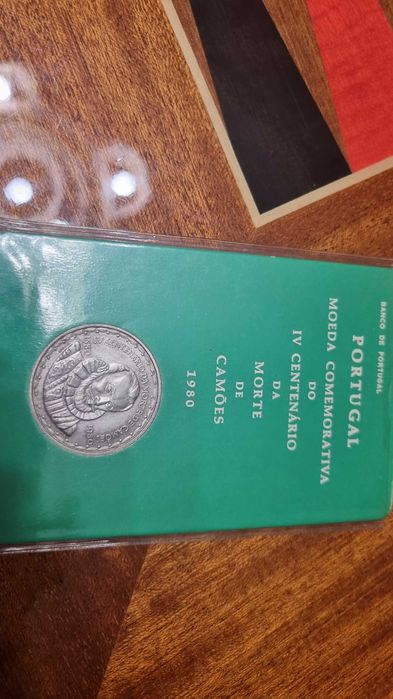 BANCO DE PORTUGAL
PORTUGAL
MOEDA COMEMORATIVA
DO
IV CENTENÁRIO
DA
MORTE
DE
CAMÕES
1980